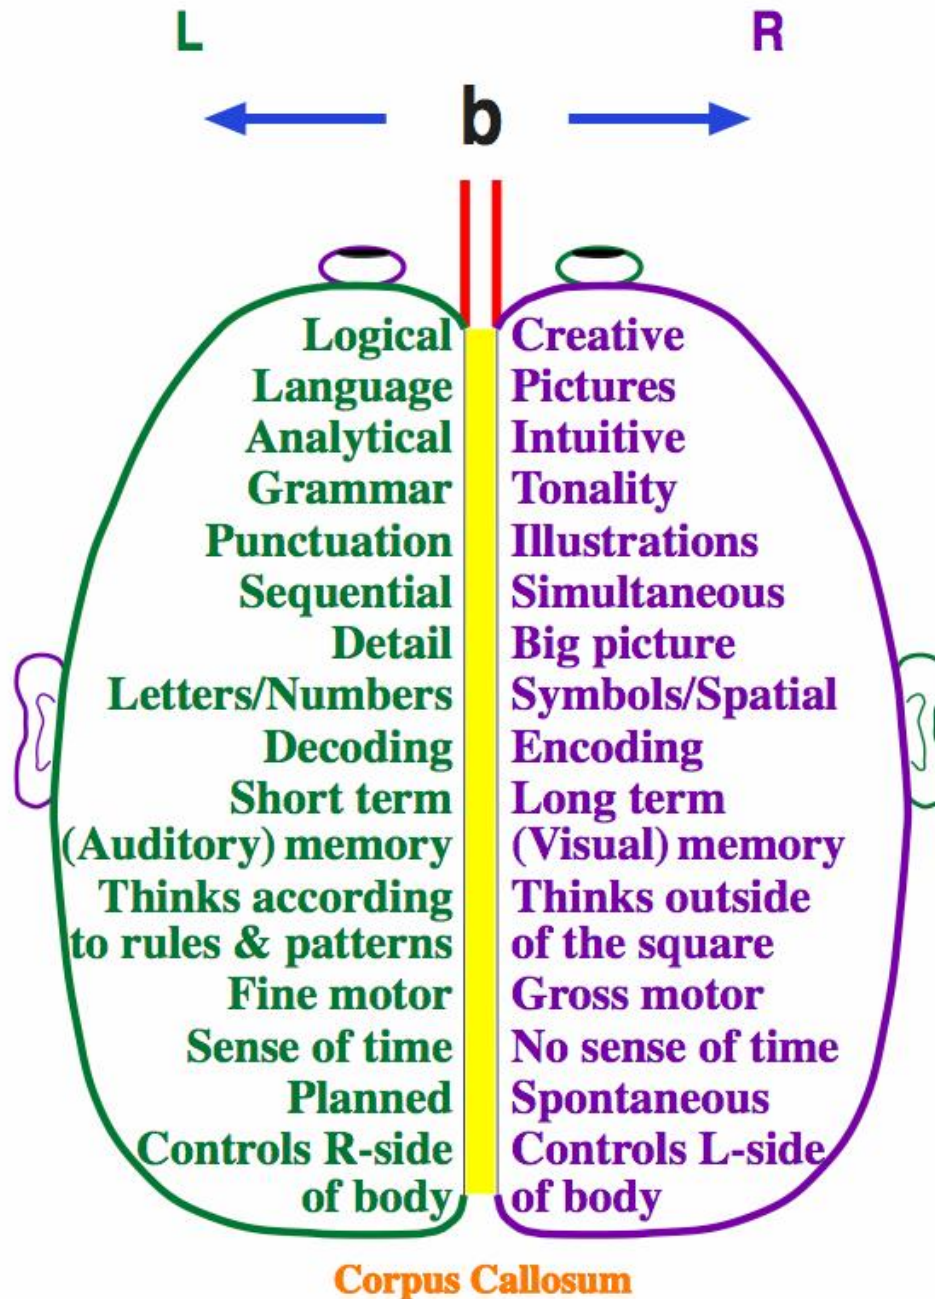 L R
b
Logical Creative
Language Pictures
Analytical Intuitive
Grammar Tonality
Punctuation Illustrations
Sequential Simultaneous
Detail Big picture
Letters/Numbers Symbols/Spatial
Decoding Encoding
Short term Long term
(Auditory) memory (Visual) memory
Thinks according Thinks outside
to rules & patterns of the square
Fine motor Gross motor
Sense of time No sense of time
Planned Spontaneous
Controls R-side Controls L-side
of body of body
Corpus Callosum